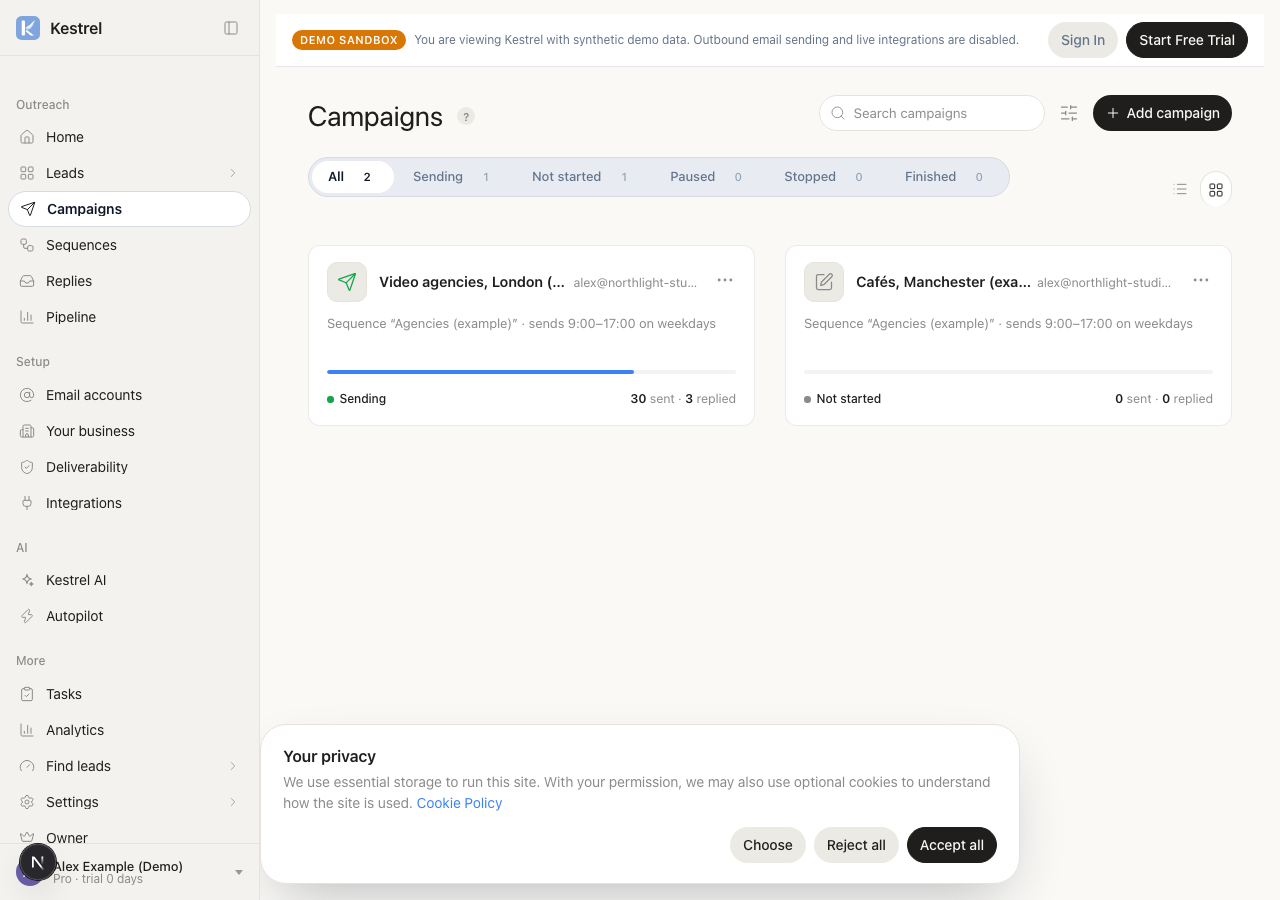 Kestrel
DEMO SANDBOX You are viewing Kestrel with synthetic demo data. Outbound email sending and live integrations are disabled. Sign In Start Free Trial
Outreach
Home
Leads
Campaigns
Sequences
Replies
Pipeline
Setup
Email accounts
Your business
Deliverability
Integrations
AI
Kestrel AI
Autopilot
More
Tasks
Analytics
Find leads
Settings
Owner
N
Alex Example (Demo)
Pro · trial 0 days
Campaigns ? Search campaigns + Add campaign
All 2 Sending 1 Not started 1 Paused 0 Stopped 0 Finished 0
Video agencies, London (... alex@northlight-stu...
Sequence “Agencies (example)” · sends 9:00–17:00 on weekdays
Sending 30 sent · 3 replied
Cafés, Manchester (exa... alex@northlight-studi...
Sequence “Agencies (example)” · sends 9:00–17:00 on weekdays
Not started 0 sent · 0 replied
Your privacy
We use essential storage to run this site. With your permission, we may also use optional cookies to understand
how the site is used. Cookie Policy
Choose Reject all Accept all